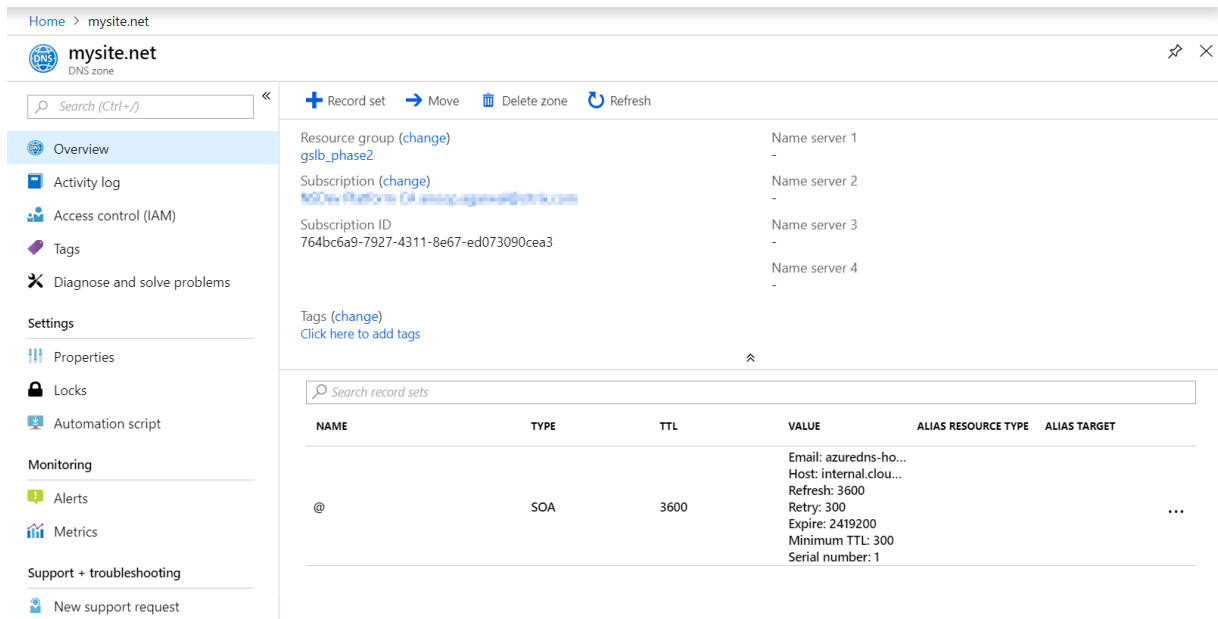 Home > mysite.net
DNS
mysite.net
DNS zone
Search (Ctrl+/)
«
Overview
Activity log
Access control (IAM)
Tags
Diagnose and solve problems
Settings
Properties
Locks
Automation script
Monitoring
Alerts
Metrics
Support + troubleshooting
New support request
Record set Move Delete zone Refresh
Resource group (change)
gslb_phase2
Subscription (change)
Subscription ID
764bc6a9-7927-4311-8e67-ed073090cea3
Tags (change)
Click here to add tags
Name server 1
-
Name server 2
-
Name server 3
-
Name server 4
-
Search record sets
NAME TYPE TTL VALUE ALIAS RESOURCE TYPE ALIAS TARGET
Email: azuredns-ho...
Host: internal.clou...
Refresh: 3600
@ SOA 3600 Retry: 300 ...
Expire: 2419200
Minimum TTL: 300
Serial number: 1